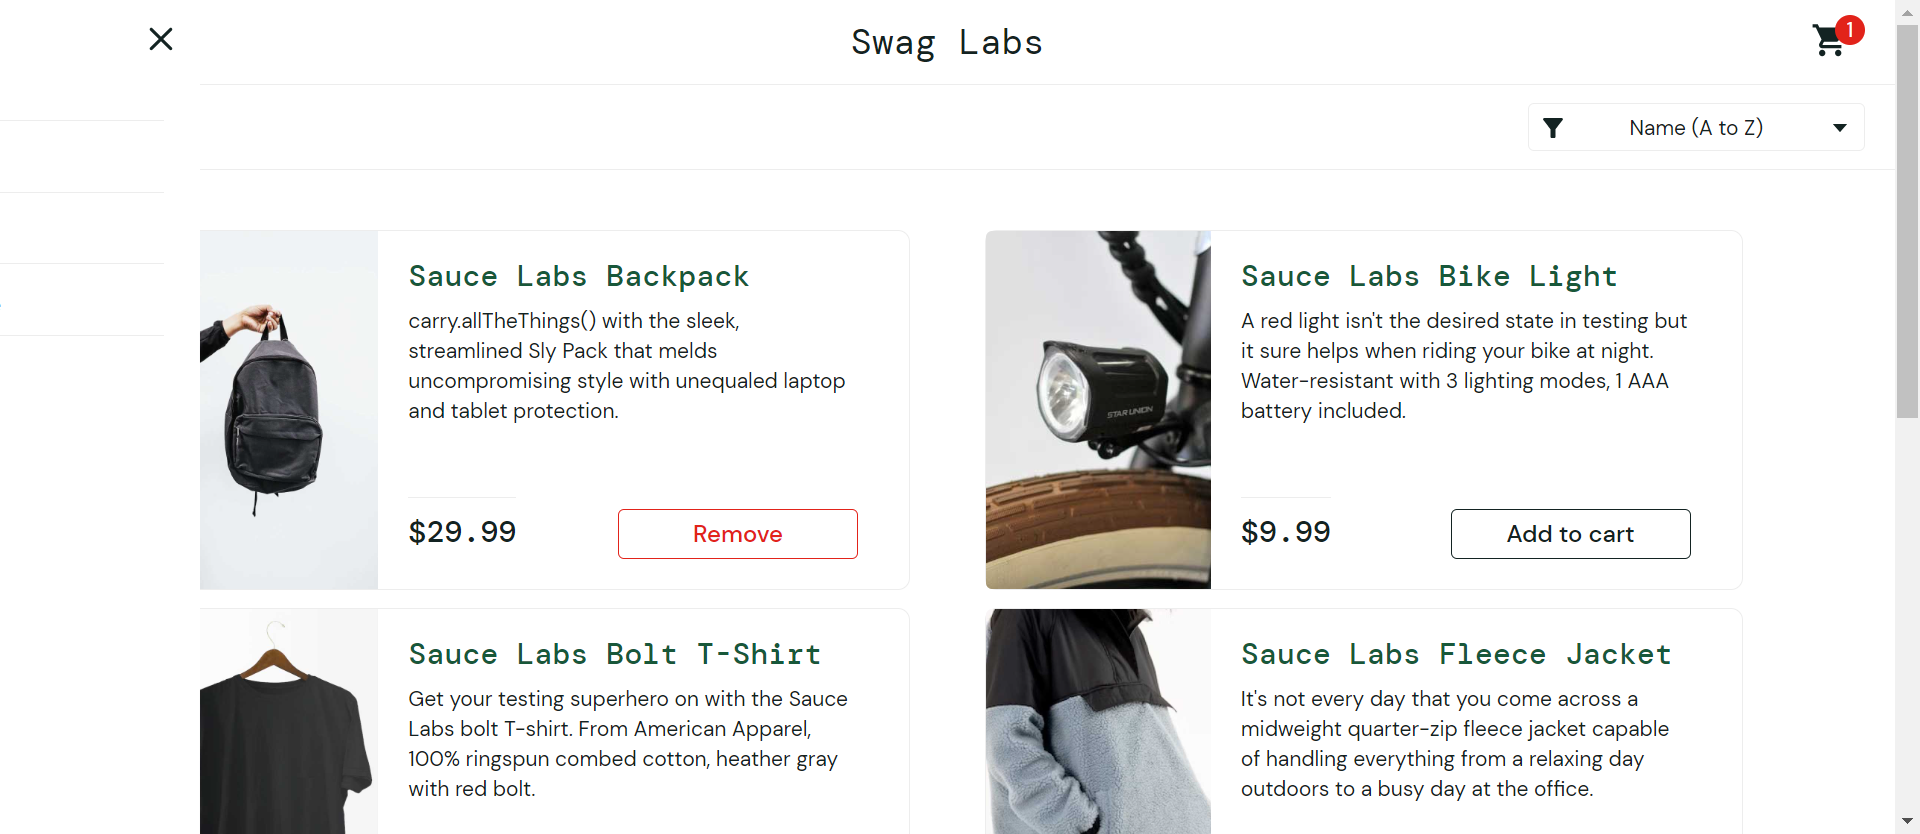 Swag Labs
1
Name (A to Z)
Sauce Labs Backpack
carry.allTheThings() with the sleek,
streamlined Sly Pack that melds
uncompromising style with unequaled laptop
and tablet protection.
$29.99
Remove
Sauce Labs Bike Light
A red light isn't the desired state in testing but
it sure helps when riding your bike at night.
Water-resistant with 3 lighting modes, 1 AAA
battery included.
STAR UNION
$9.99
Add to cart
Sauce Labs Bolt T-Shirt
Get your testing superhero on with the Sauce
Labs bolt T-shirt. From American Apparel,
100% ringspun combed cotton, heather gray
with red bolt.
Sauce Labs Fleece Jacket
It's not every day that you come across a
midweight quarter-zip fleece jacket capable
of handling everything from a relaxing day
outdoors to a busy day at the office.